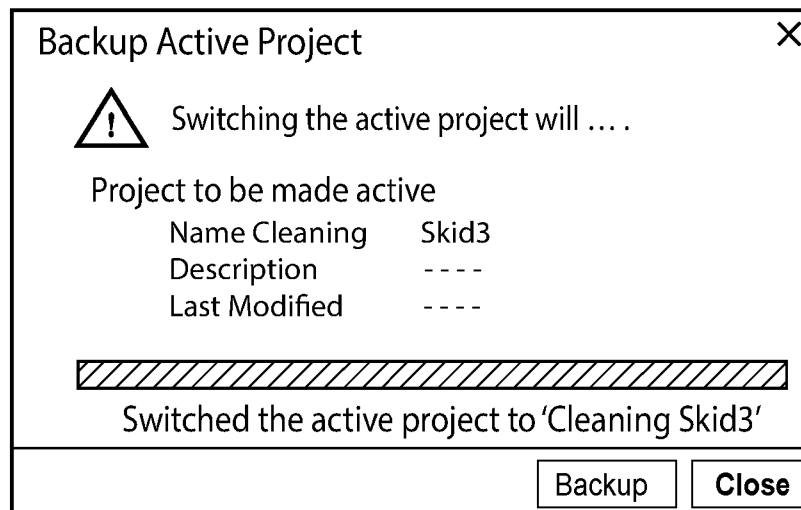 Backup Active Project
!
Switching the active project will ... .
Project to be made active
Name Cleaning Skid3
Description - - - -
Last Modified - - - -
Switched the active project to ‘Cleaning Skid3’
Backup Close